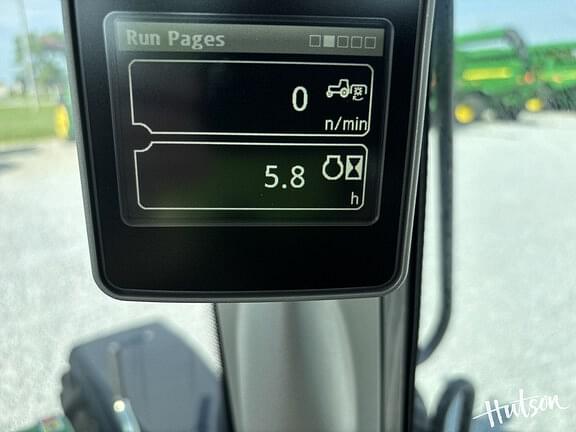 Run Pages
0
n/min
5.8
h
Hutson